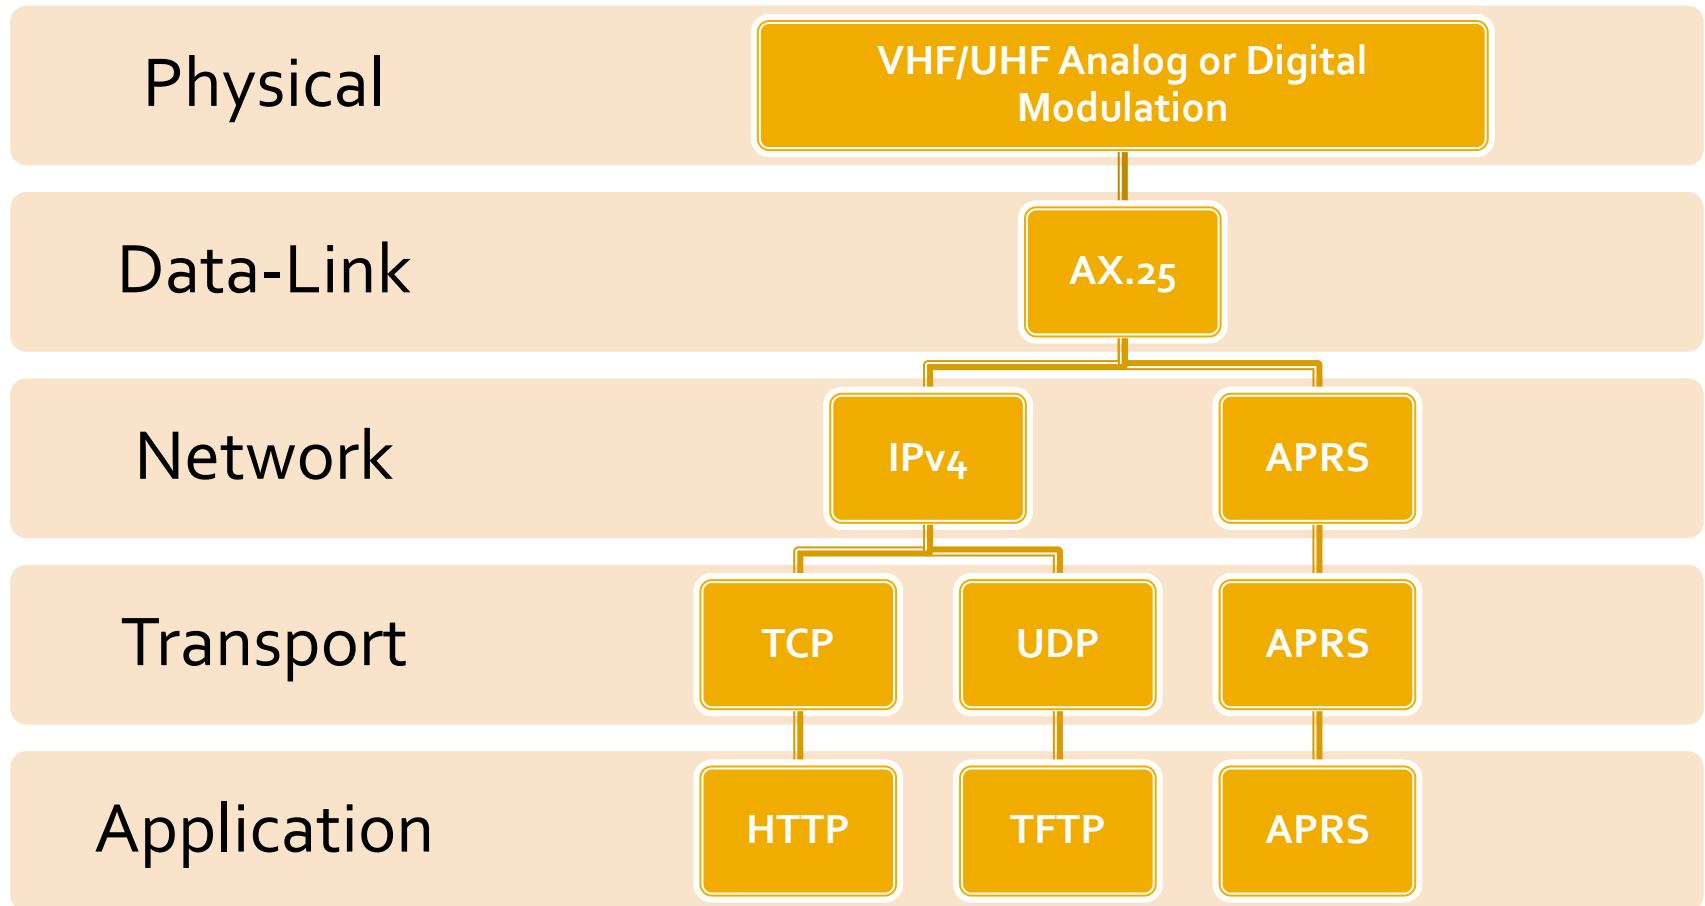 Physical
VHF/UHF Analog or Digital
Modulation
Data-Link
AX.25
Network
IPv4
APRS
Transport
TCP
UDP
APRS
Application
HTTP
TFTP
APRS